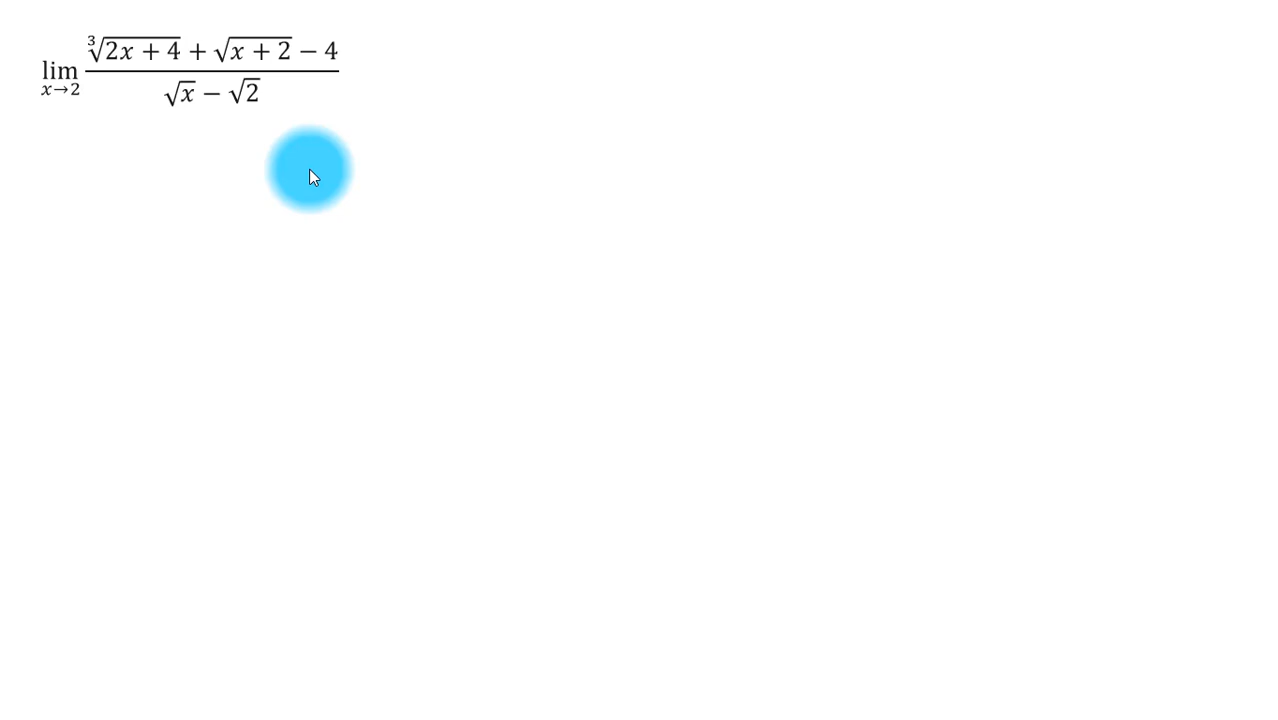 lim x→2 (∛(2x + 4) + √(x + 2) − 4) / (√x − √2)